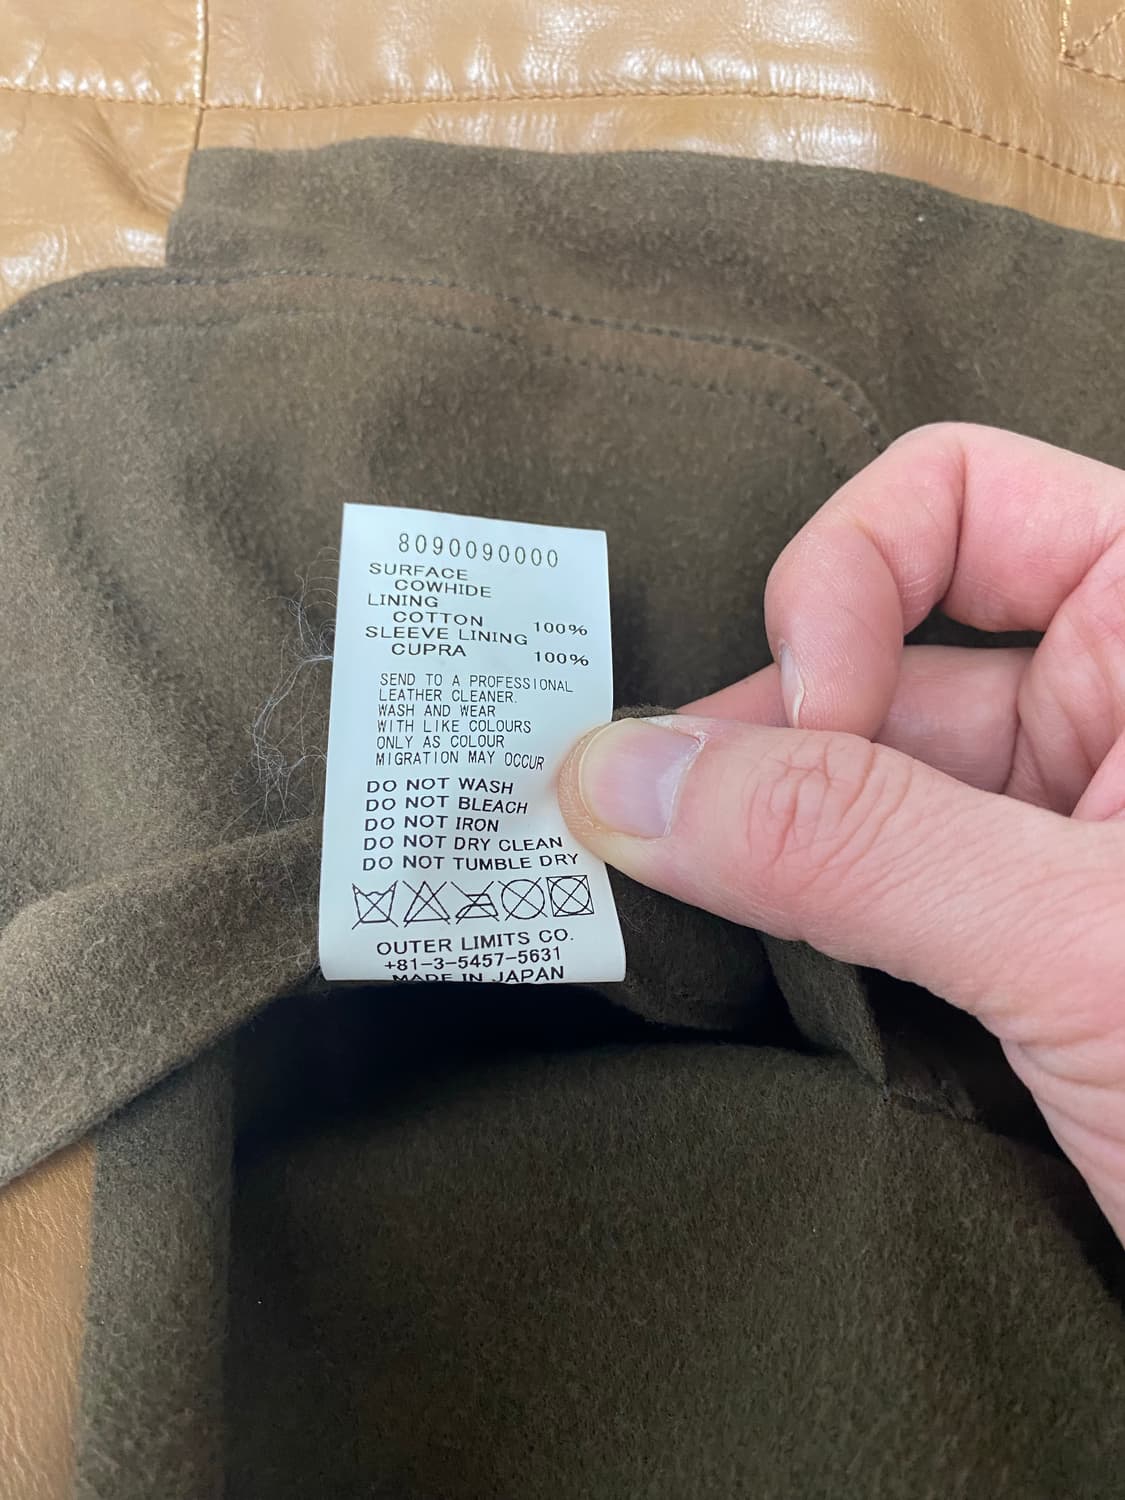 8090090000
SURFACE
COWHIDE
LINING
COTTON 100%
SLEEVE LINING
CUPRA 100%
SEND TO A PROFESSIONAL
LEATHER CLEANER.
WASH AND WEAR
WITH LIKE COLOURS
ONLY AS COLOUR
MIGRATION MAY OCCUR
DO NOT WASH
DO NOT BLEACH
DO NOT IRON
DO NOT DRY CLEAN
DO NOT TUMBLE DRY
OUTER LIMITS CO.
+81-3-5457-5631
MADE IN JAPAN